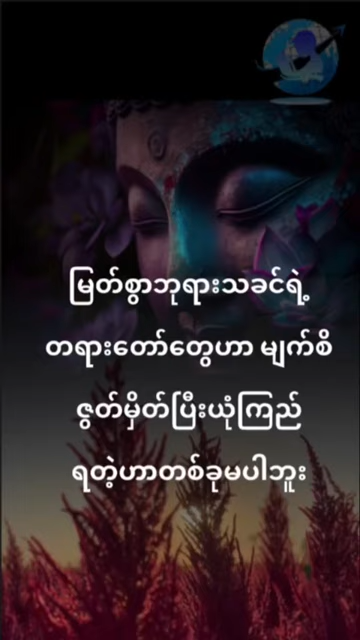 မြတ်စွာဘုရားသခင်ရဲ့
တရားတော်တွေဟာ မျက်စိ
ဇွတ်မှိတ်ပြီးယုံကြည်
ရတဲ့ဟာတစ်ခုမပါဘူး